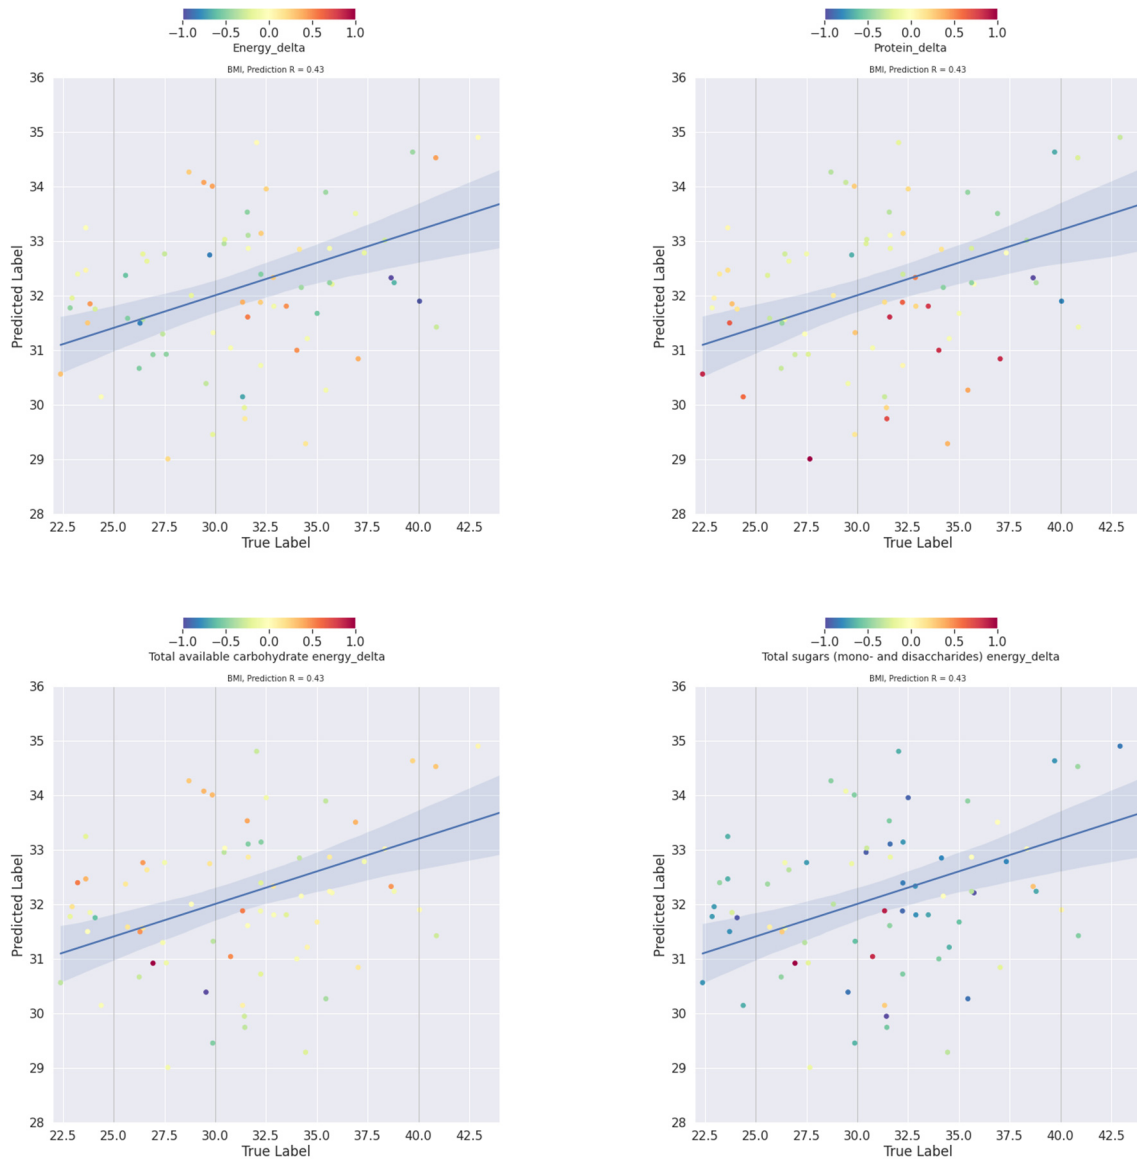 −1.0 −0.5 0.0 0.5 1.0
Energy_delta
BMI, Prediction R = 0.43
36
35
34
33
32
31
30
29
28
Predicted Label
22.5 25.0 27.5 30.0 32.5 35.0 37.5 40.0 42.5
True Label
−1.0 −0.5 0.0 0.5 1.0
Protein_delta
BMI, Prediction R = 0.43
36
35
34
33
32
31
30
29
28
Predicted Label
22.5 25.0 27.5 30.0 32.5 35.0 37.5 40.0 42.5
True Label
−1.0 −0.5 0.0 0.5 1.0
Total available carbohydrate energy_delta
BMI, Prediction R = 0.43
36
35
34
33
32
31
30
29
28
Predicted Label
22.5 25.0 27.5 30.0 32.5 35.0 37.5 40.0 42.5
True Label
−1.0 −0.5 0.0 0.5 1.0
Total sugars (mono- and disaccharides) energy_delta
BMI, Prediction R = 0.43
36
35
34
33
32
31
30
29
28
Predicted Label
22.5 25.0 27.5 30.0 32.5 35.0 37.5 40.0 42.5
True Label